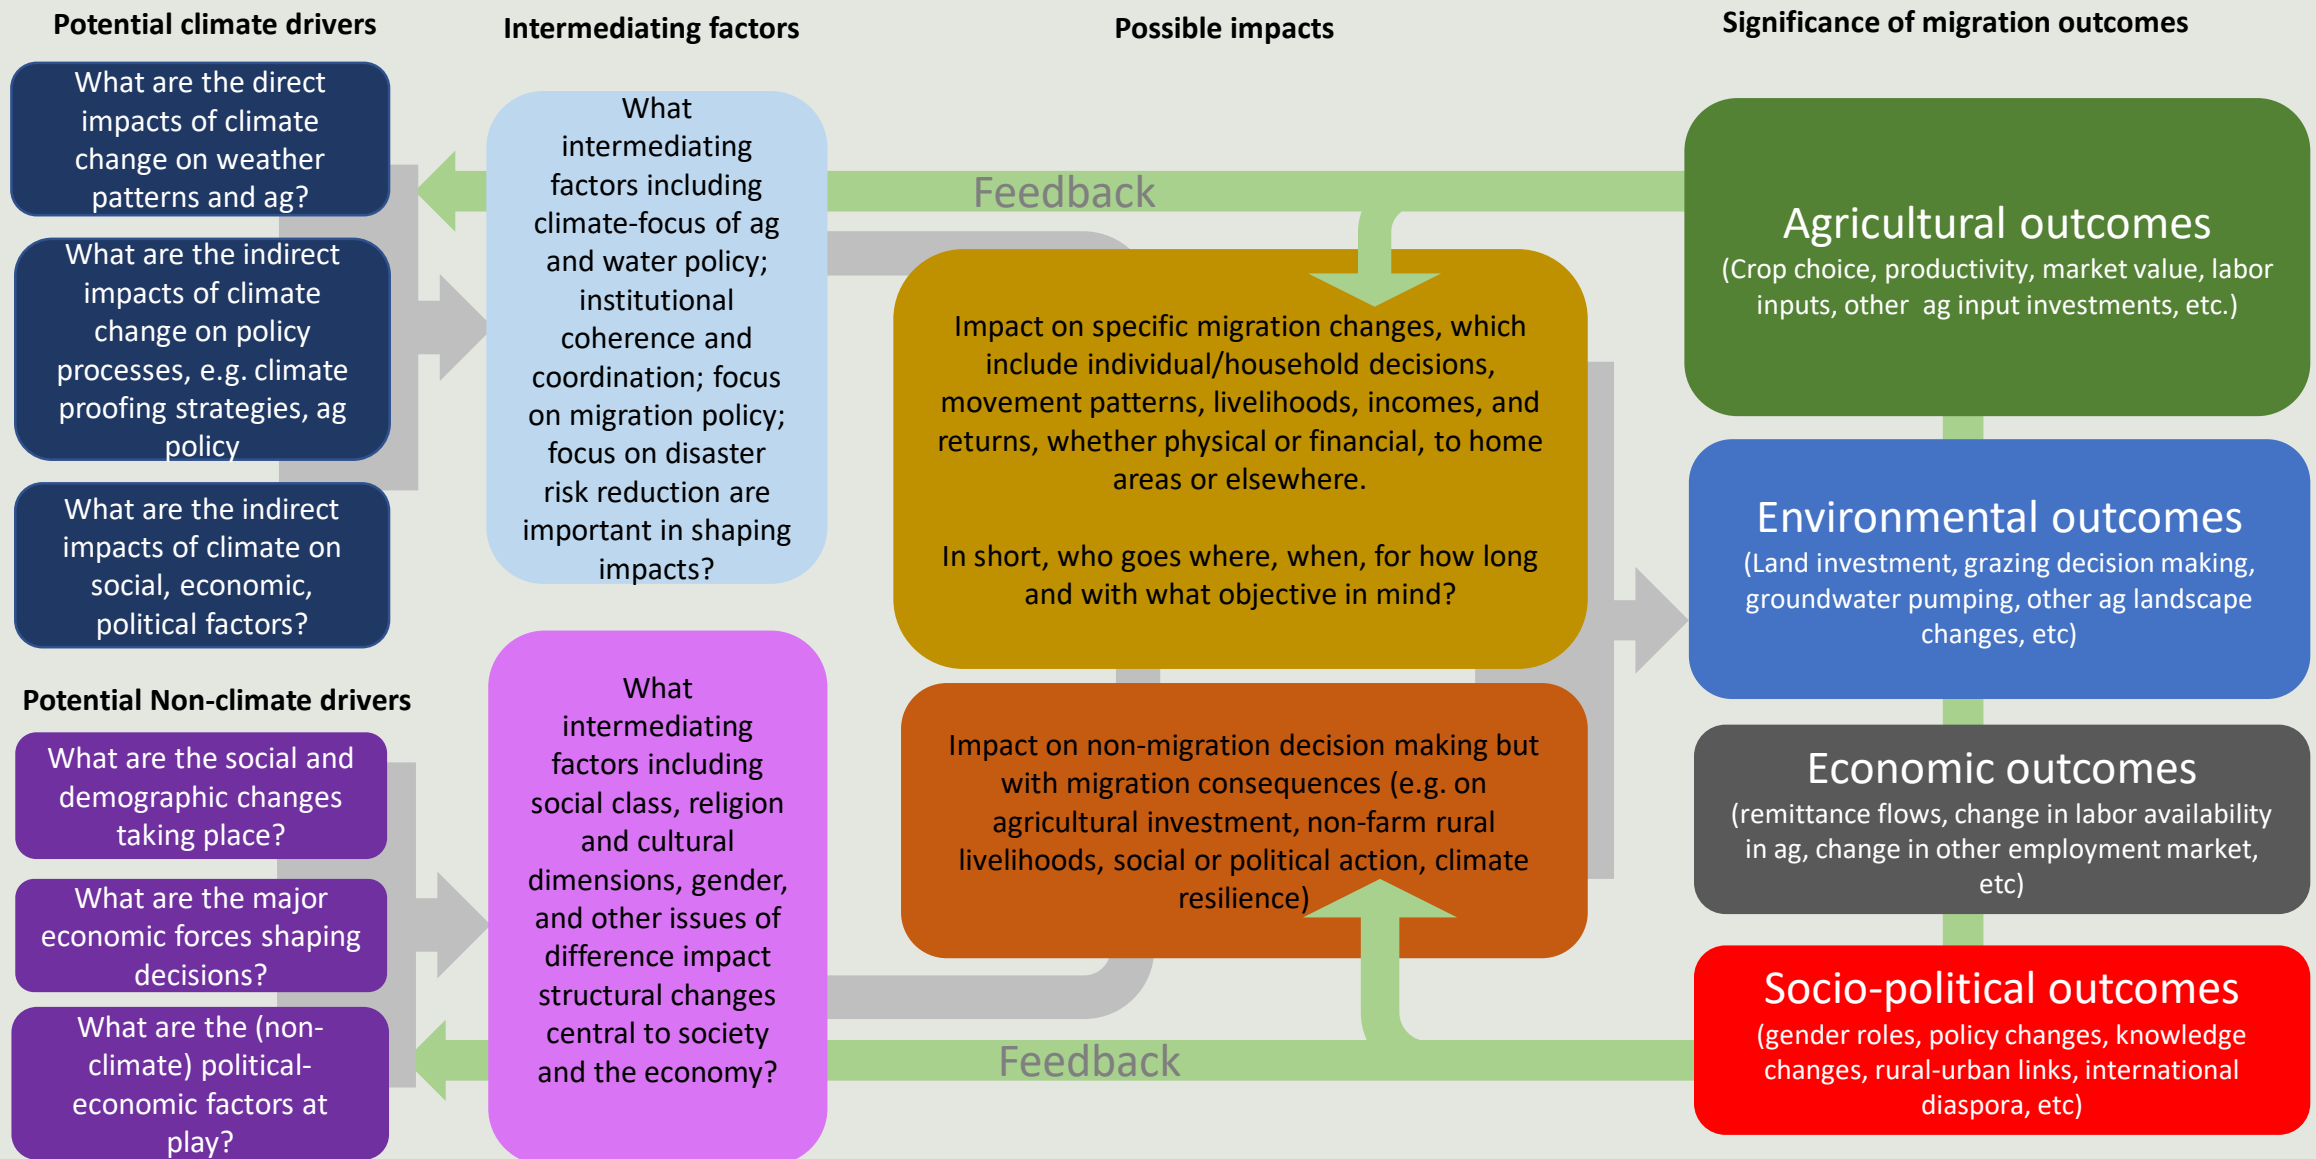 Potential climate drivers
What are the direct
impacts of climate
change on weather
patterns and ag?
What are the indirect
impacts of climate
change on policy
processes, e.g. climate
proofing strategies, ag
policy
What are the indirect
impacts of climate on
social, economic,
political factors?
Potential Non-climate drivers
What are the social and
demographic changes
taking place?
What are the major
economic forces shaping
decisions?
What are the (non-
climate) political-
economic factors at
play?
Intermediating factors
What
intermediating
factors including
climate-focus of ag
and water policy;
institutional
coherence and
coordination; focus
on migration policy;
focus on disaster
risk reduction are
important in shaping
impacts?
What
intermediating
factors including
social class, religion
and cultural
dimensions, gender,
and other issues of
difference impact
structural changes
central to society
and the economy?
Possible impacts
Feedback
Impact on specific migration changes, which
include individual/household decisions,
movement patterns, livelihoods, incomes, and
returns, whether physical or financial, to home
areas or elsewhere.
In short, who goes where, when, for how long
and with what objective in mind?
Impact on non-migration decision making but
with migration consequences (e.g. on
agricultural investment, non-farm rural
livelihoods, social or political action, climate
resilience)
Feedback
Significance of migration outcomes
Agricultural outcomes
(Crop choice, productivity, market value, labor
inputs, other ag input investments, etc.)
Environmental outcomes
(Land investment, grazing decision making,
groundwater pumping, other ag landscape
changes, etc)
Economic outcomes
(remittance flows, change in labor availability
in ag, change in other employment market,
etc)
Socio-political outcomes
(gender roles, policy changes, knowledge
changes, rural-urban links, international
diaspora, etc)